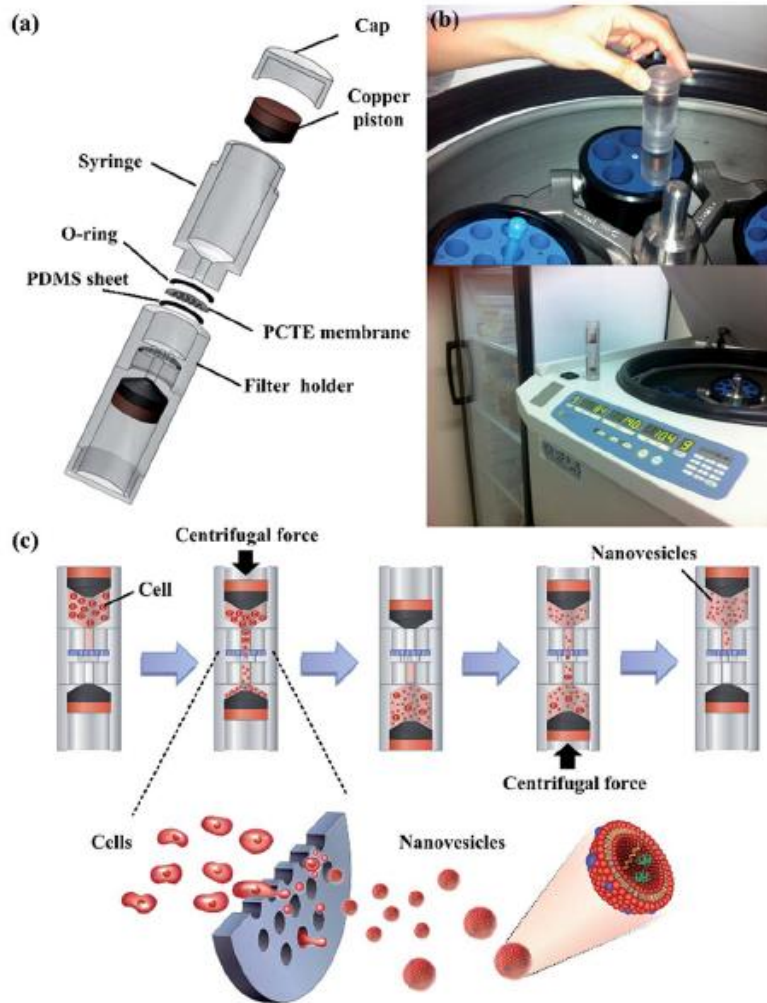 (a)
Cap
Copper
piston
Syringe
O-ring
PDMS sheet
PCTE membrane
Filter holder
(b)
(c)
Centrifugal force
Nanovesicles
Cell
Centrifugal force
Cells
Nanovesicles